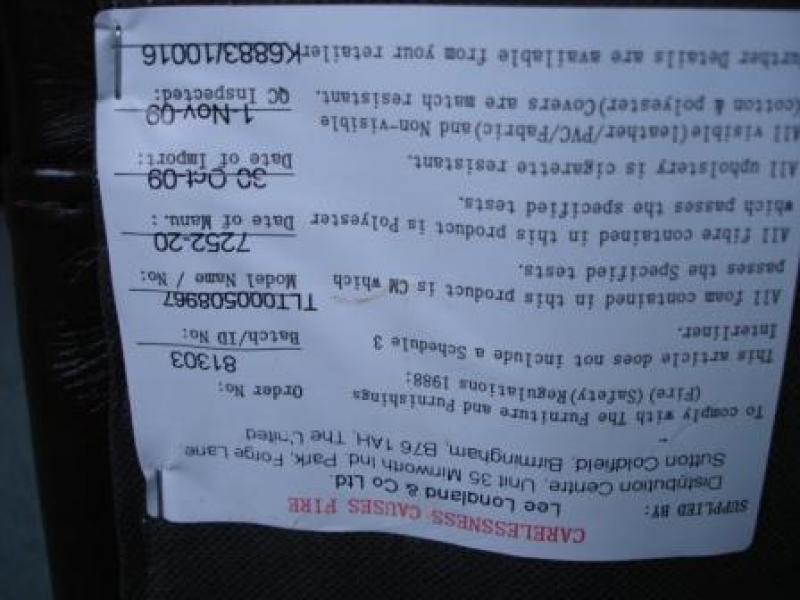 CARELESSNESS CAUSES FIRE
SUPPLIED BY: Lee Longland & Co Ltd.
Distribution Centre, Unit 35 Minworth Ind. Park, Forge Lane,
Sutton Coldfield, Birmingham, B76 1AH, The United
To comply with The Furniture and Furnishings
(Fire) (Safety)Regulations 1988:
This article does not include a Schedule 3
Interliner.
All foam contained in this product is CM which
passes the Specified tests.
All fibre contained in this product is Polyester
which passes the specified tests.
All upholstery is cigarette resistant.
All visible(leather/PVC/Fabric)and Non-visible
(cotton & polyester)Covers are match resistant.
Further Details are available from your retailer
Order No:
81303
Batch/ID No:
TLT000508967
Model Name / No:
7252-20
Date of Manu.:
30 Oct-09
Date of Import:
1-Nov-09
QC Inspected:
K6883/10016